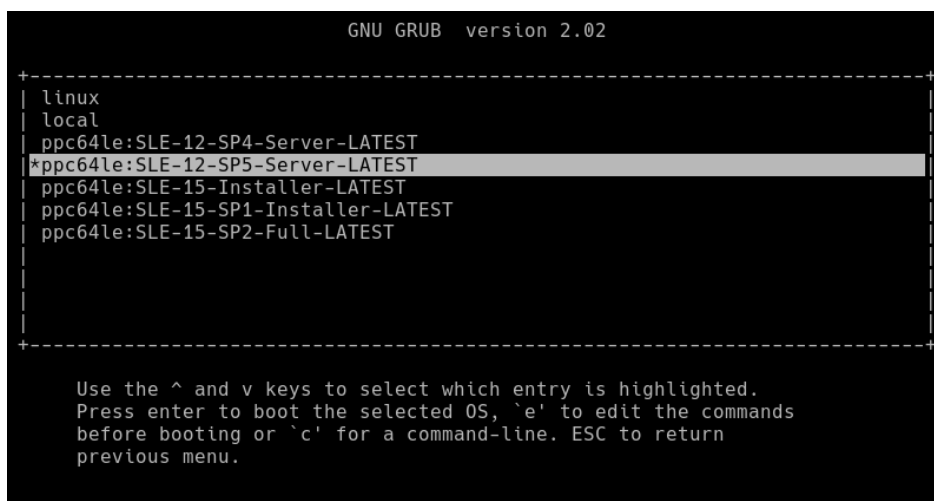 GNU GRUB  version 2.02
linux
local
ppc64le:SLE-12-SP4-Server-LATEST
*ppc64le:SLE-12-SP5-Server-LATEST
ppc64le:SLE-15-Installer-LATEST
ppc64le:SLE-15-SP1-Installer-LATEST
ppc64le:SLE-15-SP2-Full-LATEST
Use the ^ and v keys to select which entry is highlighted.
Press enter to boot the selected OS, `e' to edit the commands
before booting or `c' for a command-line. ESC to return
previous menu.